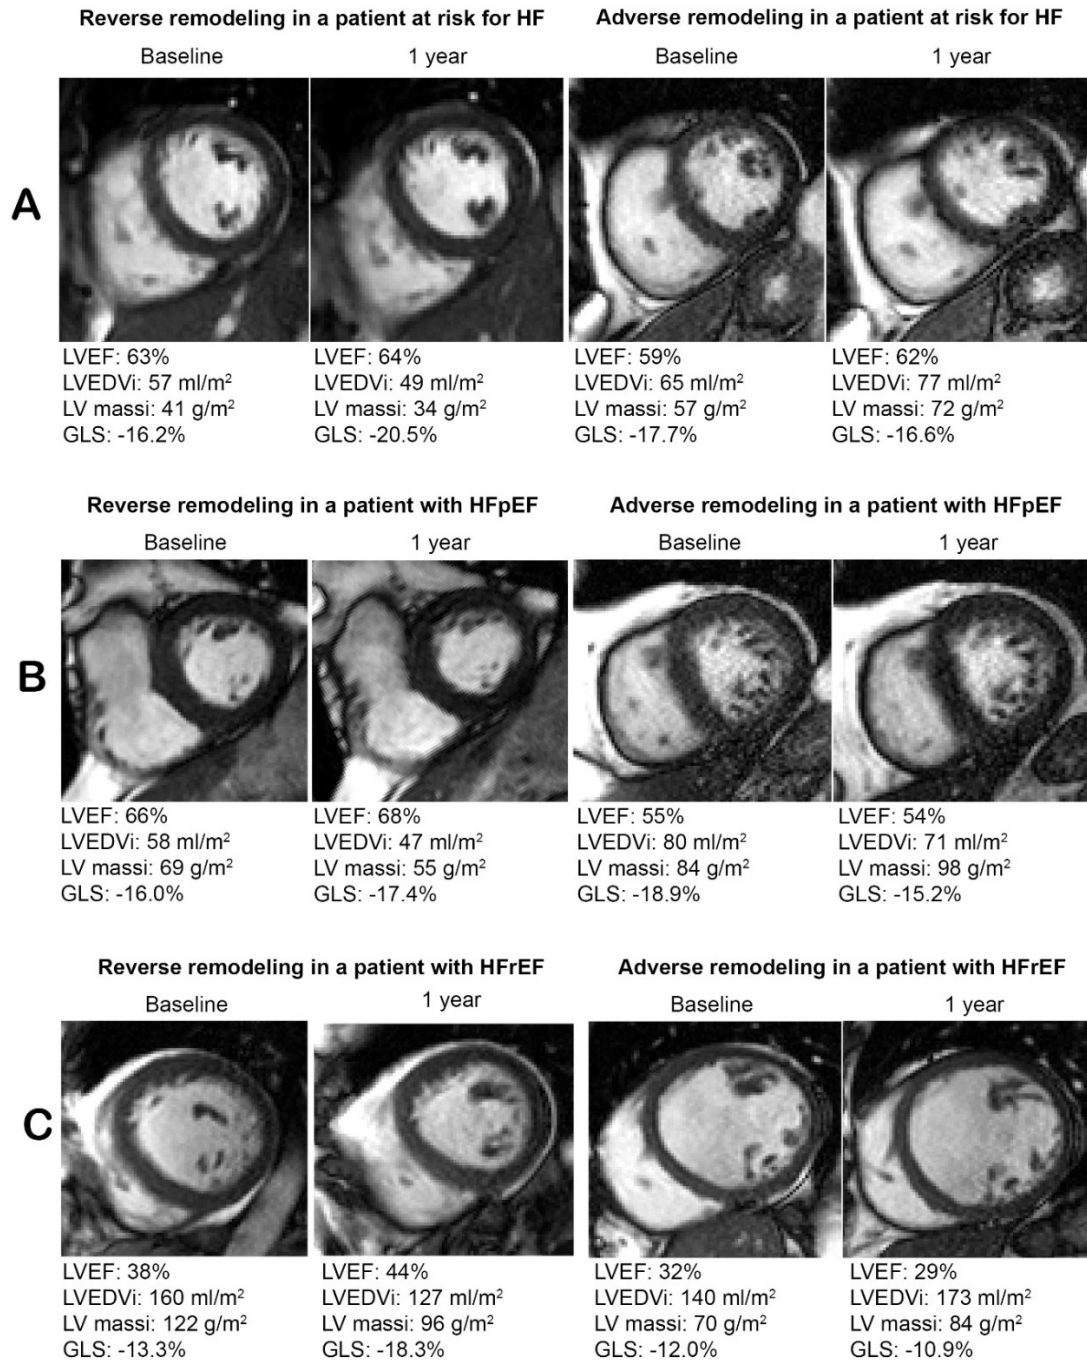 Reverse remodeling in a patient at risk for HF
Adverse remodeling in a patient at risk for HF
Baseline
1 year
Baseline
1 year
A
LVEF: 63%
LVEDVi: 57 ml/m²
LV massi: 41 g/m²
GLS: -16.2%
LVEF: 64%
LVEDVi: 49 ml/m²
LV massi: 34 g/m²
GLS: -20.5%
LVEF: 59%
LVEDVi: 65 ml/m²
LV massi: 57 g/m²
GLS: -17.7%
LVEF: 62%
LVEDVi: 77 ml/m²
LV massi: 72 g/m²
GLS: -16.6%
Reverse remodeling in a patient with HFpEF
Adverse remodeling in a patient with HFpEF
Baseline
1 year
Baseline
1 year
B
LVEF: 66%
LVEDVi: 58 ml/m²
LV massi: 69 g/m²
GLS: -16.0%
LVEF: 68%
LVEDVi: 47 ml/m²
LV massi: 55 g/m²
GLS: -17.4%
LVEF: 55%
LVEDVi: 80 ml/m²
LV massi: 84 g/m²
GLS: -18.9%
LVEF: 54%
LVEDVi: 71 ml/m²
LV massi: 98 g/m²
GLS: -15.2%
Reverse remodeling in a patient with HFrEF
Adverse remodeling in a patient with HFrEF
Baseline
1 year
Baseline
1 year
C
LVEF: 38%
LVEDVi: 160 ml/m²
LV massi: 122 g/m²
GLS: -13.3%
LVEF: 44%
LVEDVi: 127 ml/m²
LV massi: 96 g/m²
GLS: -18.3%
LVEF: 32%
LVEDVi: 140 ml/m²
LV massi: 70 g/m²
GLS: -12.0%
LVEF: 29%
LVEDVi: 173 ml/m²
LV massi: 84 g/m²
GLS: -10.9%